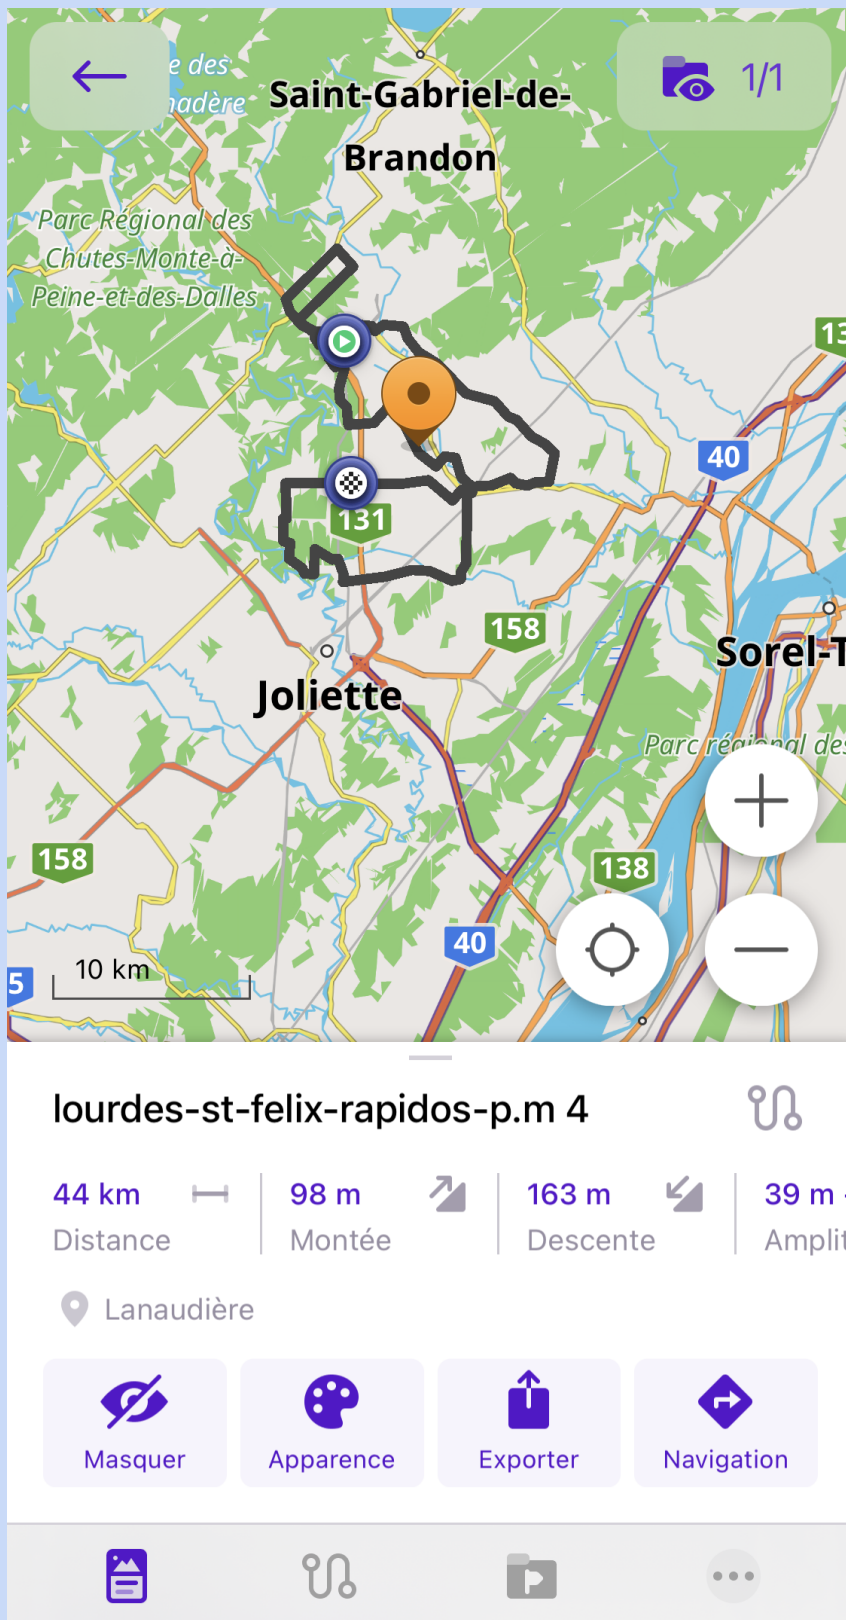 e des
nadère
1/1
Saint-Gabriel-de-
Brandon
Parc Régional des
Chutes-Monte-à-
Peine-et-des-Dalles
13
40
131
158
Sorel-T
Joliette
Parc régional des
158
138
40
10 km
5
lourdes-st-felix-rapidos-p.m 4
44 km
98 m
163 m
39 m -
Distance
Montée
Descente
Amplit
Lanaudière
Masquer
Apparence
Exporter
Navigation